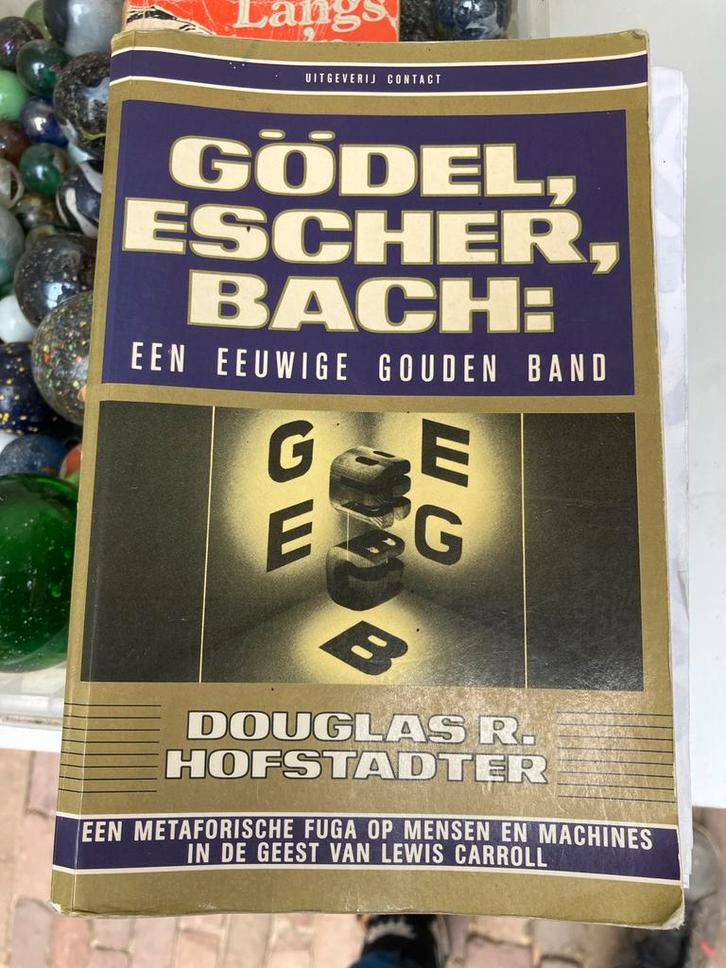 Langs
UITGEVERIJ CONTACT
GÖDEL,
ESCHER,
BACH:
EEN EEUWIGE GOUDEN BAND
G E
B
E G
B
B
DOUGLAS R.
HOFSTADTER
EEN METAFORISCHE FUGA OP MENSEN EN MACHINES
IN DE GEEST VAN LEWIS CARROLL